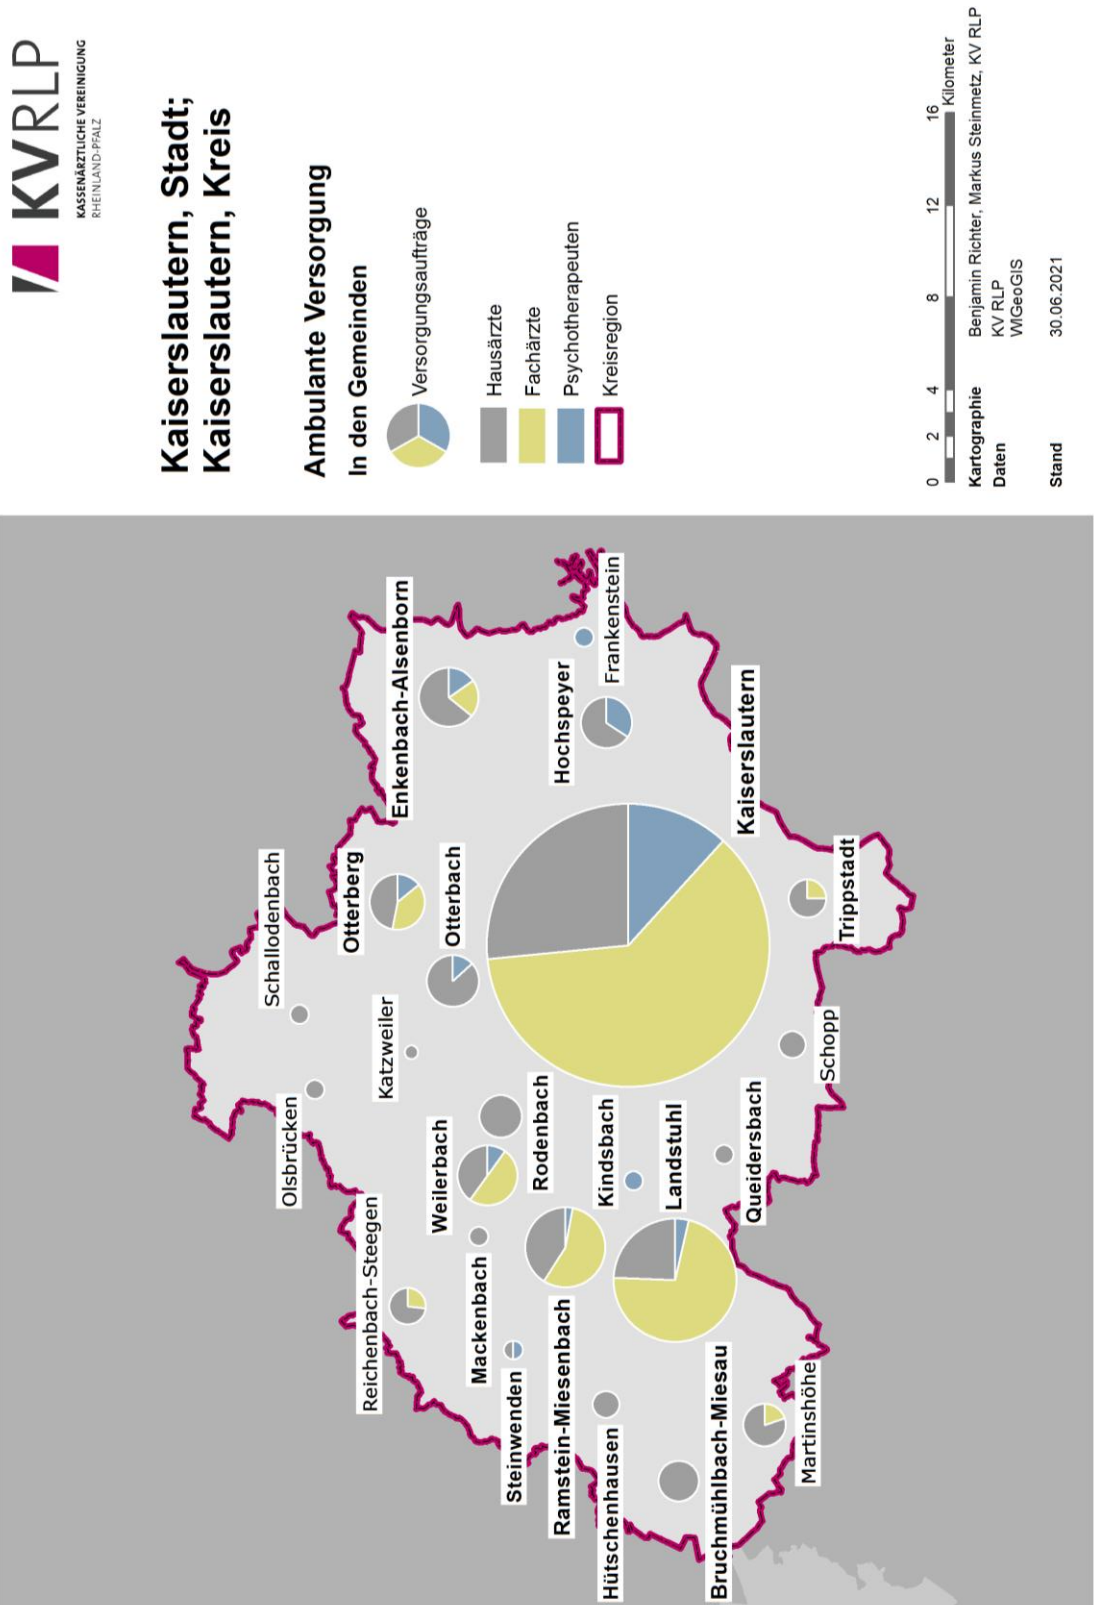 KVRLP
KASSENÄRZTLICHE VEREINIGUNG
RHEINLAND-PFALZ
Kaiserslautern, Stadt;
Kaiserslautern, Kreis
Ambulante Versorgung
In den Gemeinden
Versorgungsaufträge
Hausärzte
Fachärzte
Psychotherapeuten
Kreisregion
0 2 4 8 12 16
Kilometer
Kartographie Benjamin Richter, Markus Steinmetz, KV RLP
Daten KV RLP
WIGeoGIS
Stand 30.06.2021
Schallodenbach
Olsbrücken
Otterberg
Enkenbach-Alsenborn
Katzweiler
Otterbach
Reichenbach-Steegen
Weilerbach
Mackenbach
Rodenbach
Steinwenden
Hochspeyer
Frankenstein
Ramstein-Miesenbach
Kindsbach
Hütschenhausen
Landstuhl
Kaiserslautern
Bruchmühlbach-Miesau
Queidersbach
Martinshöhe
Schopp
Trippstadt